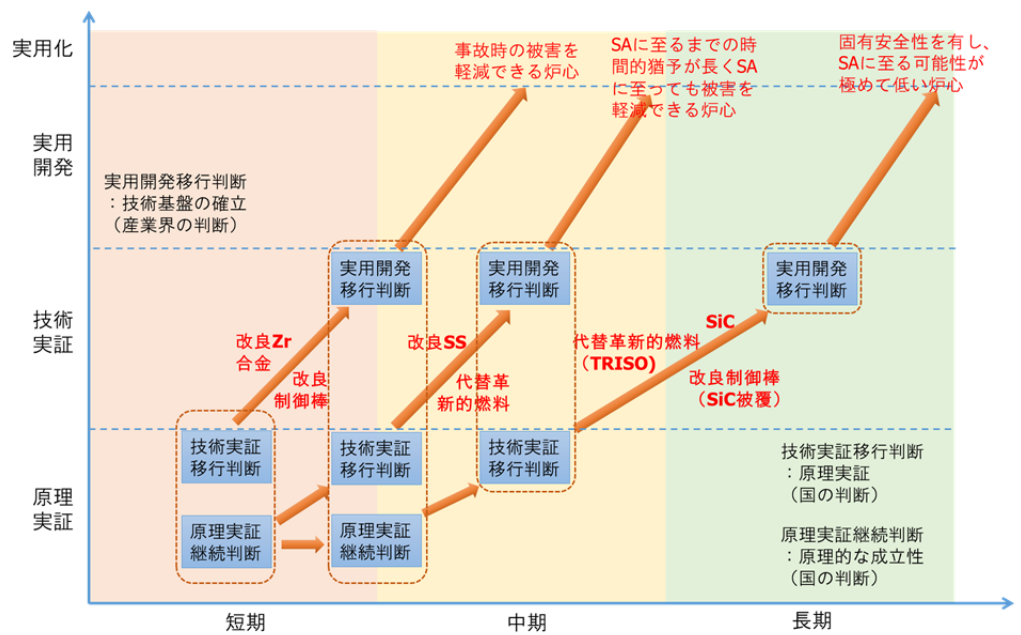 実用化
実用
開発
技術
実証
原理
実証
事故時の被害を
軽減できる炉心
SAに至るまでの時
間的猶予が長くSA
に至っても被害を
軽減できる炉心
固有安全性を有し、
SAに至る可能性が
極めて低い炉心
実用開発移行判断
：技術基盤の確立
（産業界の判断）
実用開発
移行判断
実用開発
移行判断
実用開発
移行判断
改良Zr
合金
改良
制御棒
改良SS
代替革
新的燃料
代替革新的燃料
（TRISO）
SiC
改良制御棒
（SiC被覆）
技術実証
移行判断
技術実証
移行判断
技術実証
移行判断
原理実証
継続判断
原理実証
継続判断
技術実証移行判断
：原理実証
（国の判断）
原理実証継続判断
：原理的な成立性
（国の判断）
短期
中期
長期